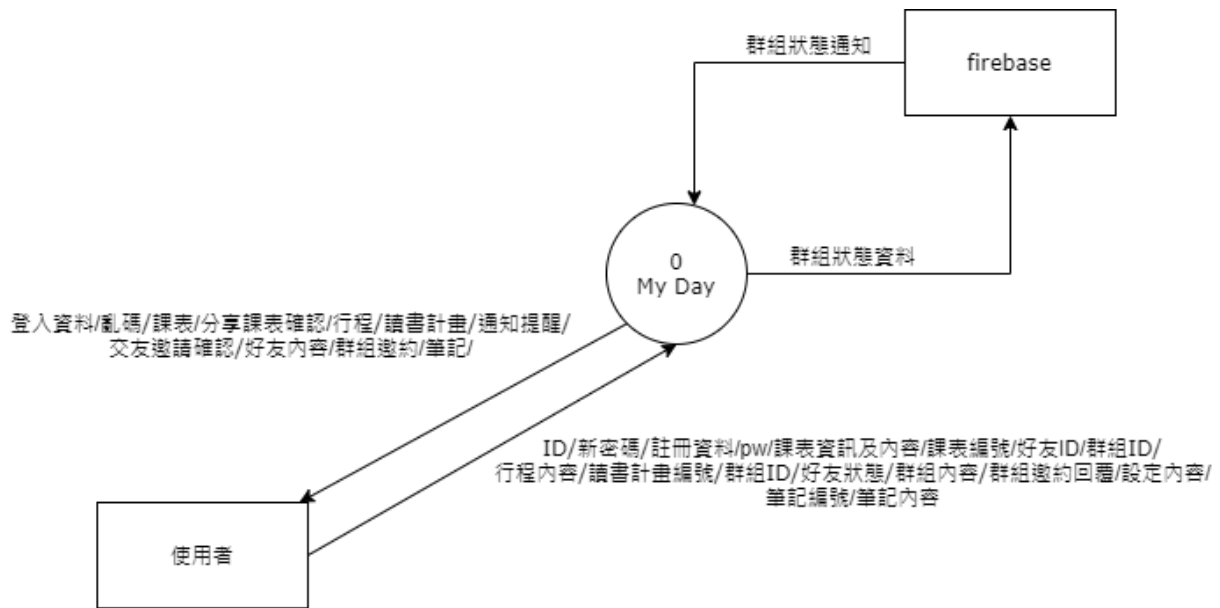 群組狀態通知
firebase
0
My Day
群組狀態資料
登入資料/亂碼/課表/分享課表確認/行程/讀書計畫/通知提醒/
交友邀請確認/好友內容/群組邀約/筆記/
ID/新密碼/註冊資料/pw/課表資訊及內容/課表編號/好友ID/群組ID/
行程內容/讀書計畫編號/群組ID/好友狀態/群組內容/群組邀約回覆/設定內容/
筆記編號/筆記內容
使用者